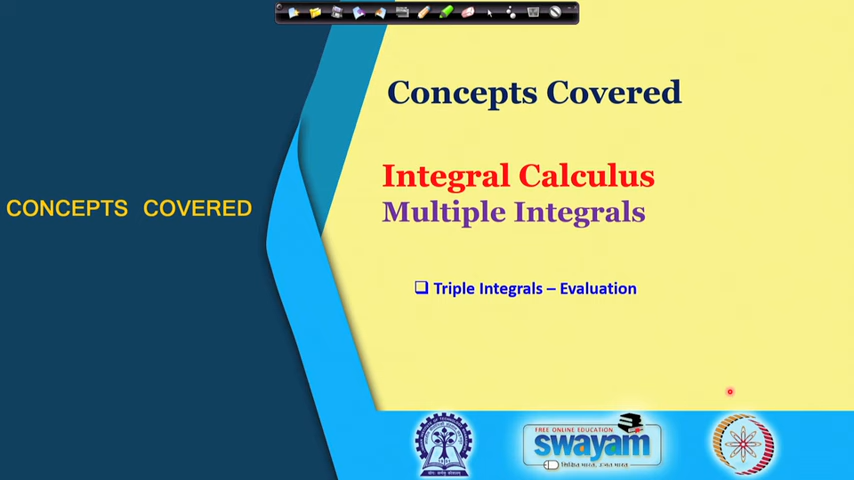 Concepts Covered
Integral Calculus
Multiple Integrals
CONCEPTS COVERED
Triple Integrals – Evaluation
FREE ONLINE EDUCATION
swayam